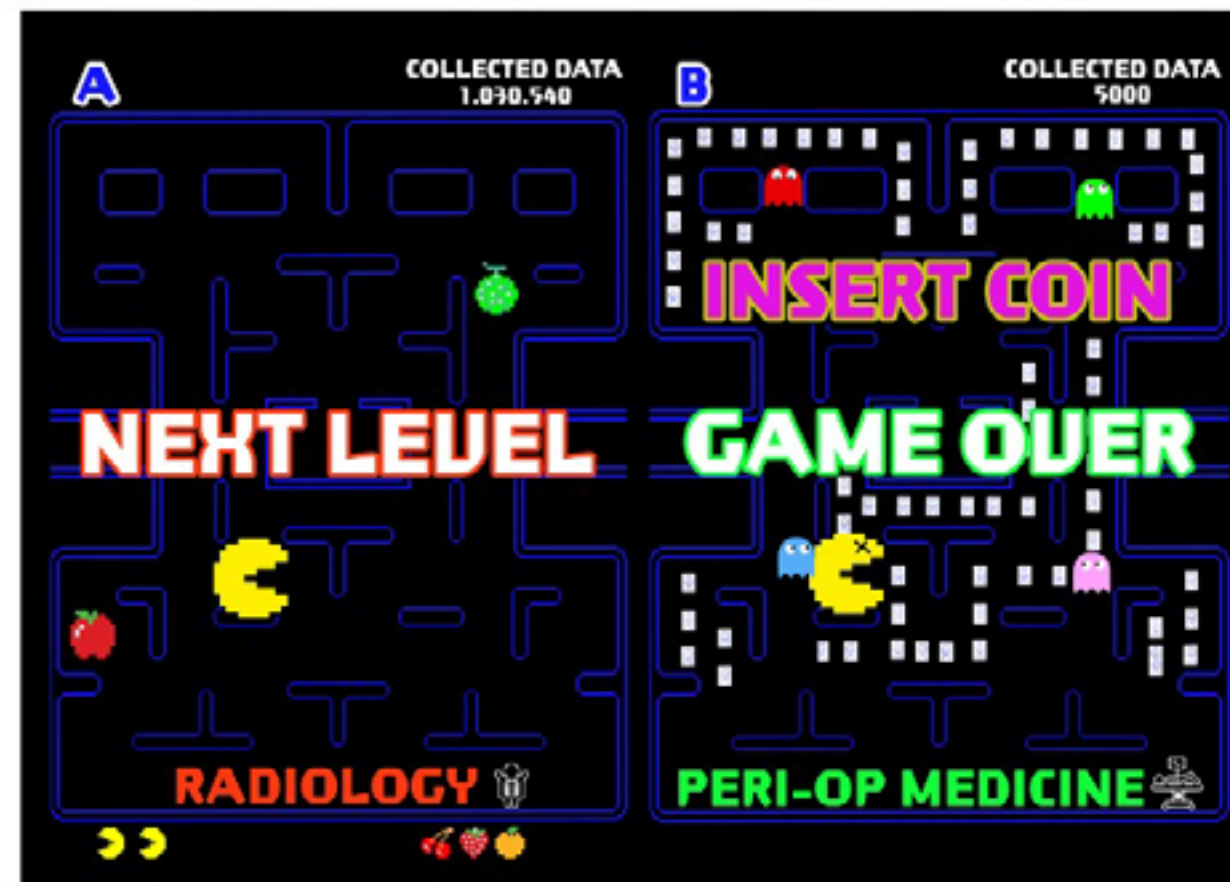 A
COLLECTED DATA
1.030.540
NEXT LEVEL
RADIOLOGY
B
COLLECTED DATA
5000
INSERT COIN
GAME OVER
PERI-OP MEDICINE